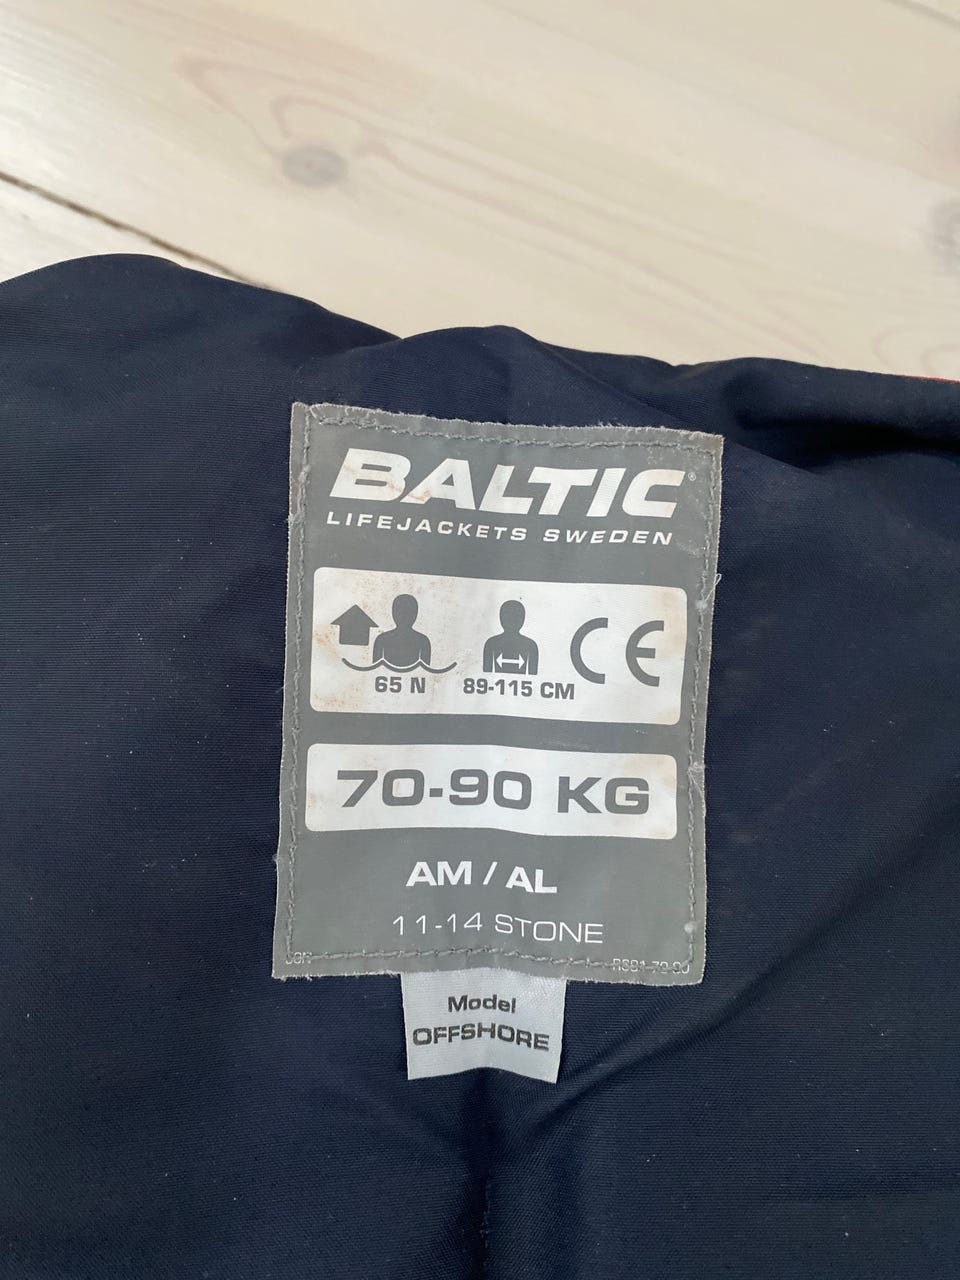 BALTIC®
LIFEJACKETS SWEDEN
65 N 89-115 CM CE
70-90 KG
AM / AL
11-14 STONE
Model
OFFSHORE